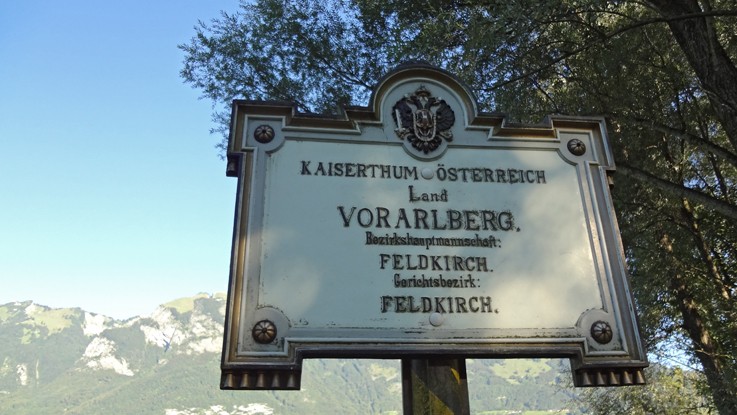 KAISERTHUM ÖSTERREICH
Land
VORARLBERG.
Bezirkshauptmannschaft:
FELDKIRCH.
Gerichtsbezirk:
FELDKIRCH.